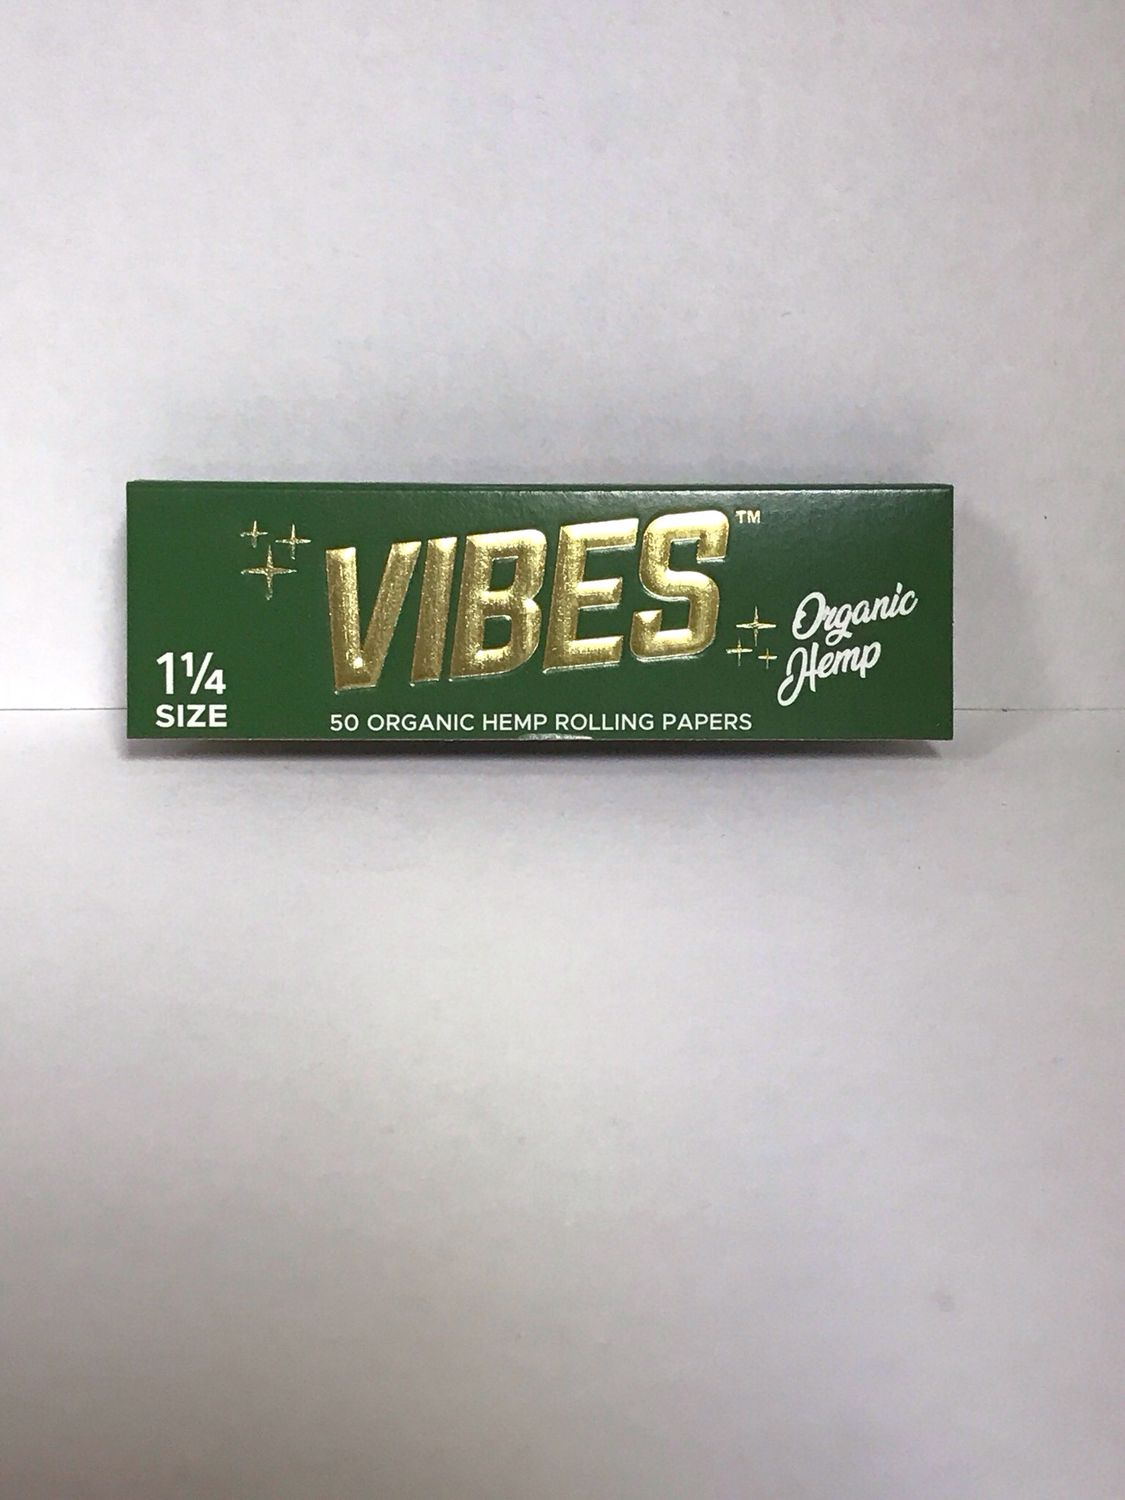 VIBES™
Organic
Hemp
1¼
SIZE
50 ORGANIC HEMP ROLLING PAPERS